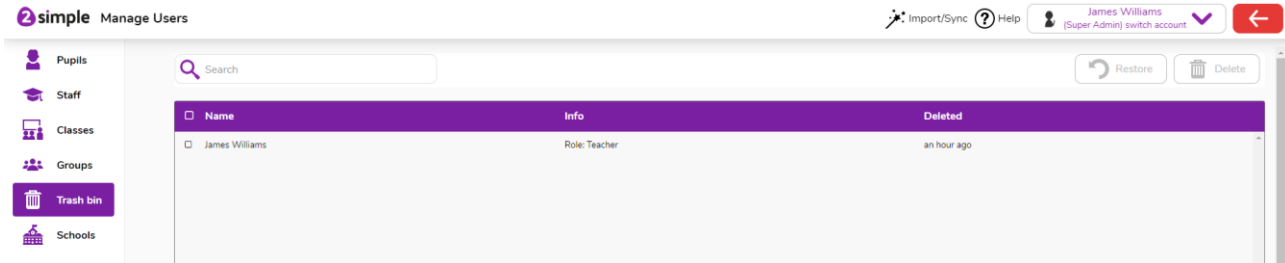 2simple Manage Users
Import/Sync ? Help
James Williams
(Super Admin) switch account
Pupils
Staff
Classes
Groups
Trash bin
Schools
Search
Restore Delete
Name Info Deleted
James Williams Role: Teacher an hour ago